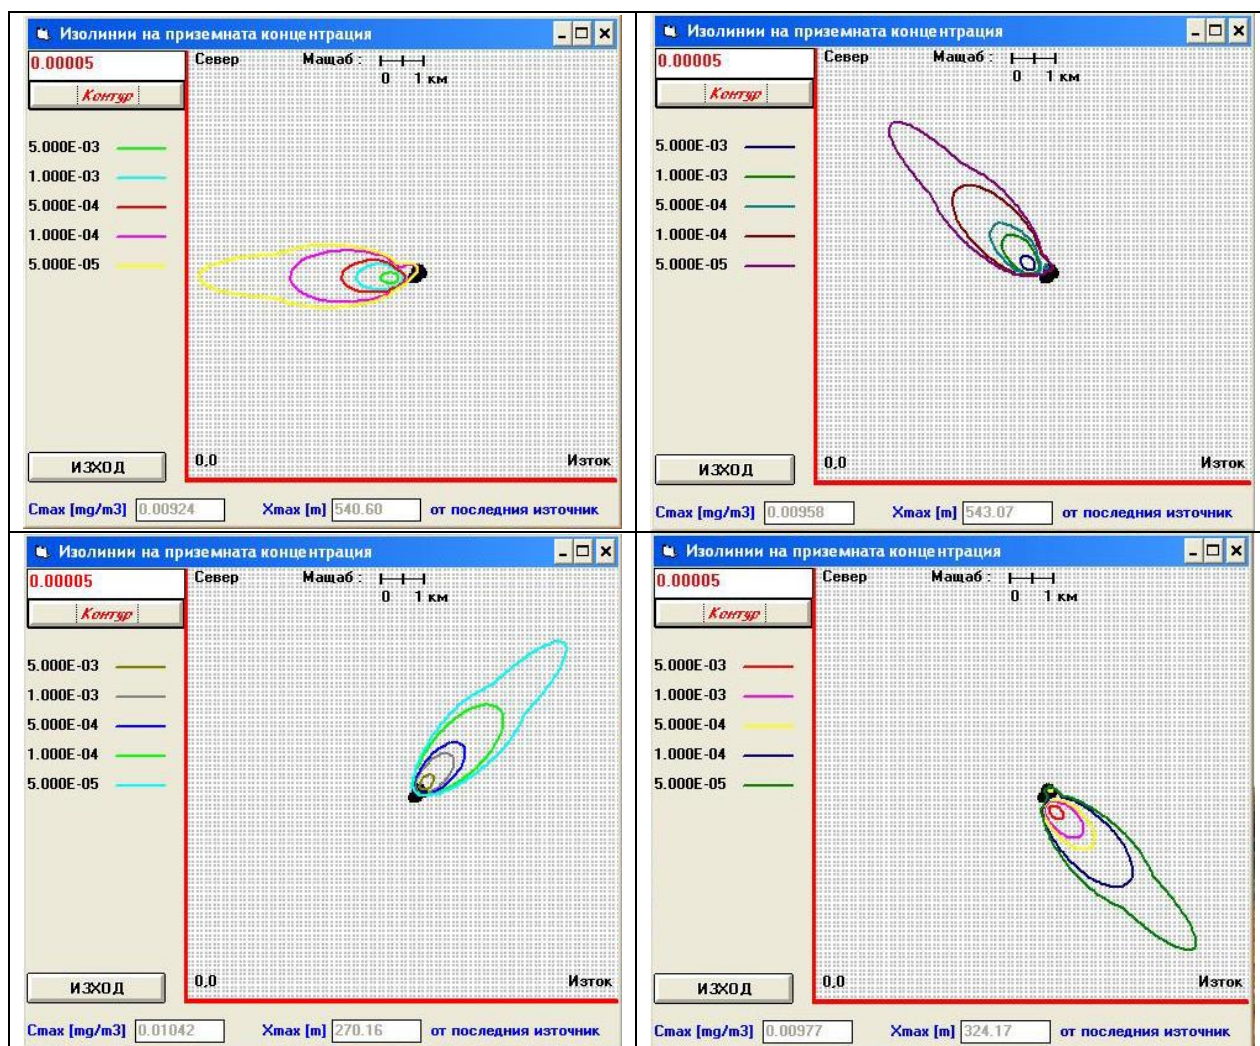 Изолинии на приземната концентрация
0.00005
Север Мащаб :
0 1 км
Контур
5.000E-03
1.000E-03
5.000E-04
1.000E-04
5.000E-05
ИЗХОД
0,0 Изток
Cmax [mg/m3] 0.00924 Xmax [m] 540.60 от последния източник
Изолинии на приземната концентрация
0.00005
Север Мащаб :
0 1 км
Контур
5.000E-03
1.000E-03
5.000E-04
1.000E-04
5.000E-05
ИЗХОД
0,0 Изток
Cmax [mg/m3] 0.00958 Xmax [m] 543.07 от последния източник
Изолинии на приземната концентрация
0.00005
Север Мащаб :
0 1 км
Контур
5.000E-03
1.000E-03
5.000E-04
1.000E-04
5.000E-05
ИЗХОД
0,0 Изток
Cmax [mg/m3] 0.01042 Xmax [m] 270.16 от последния източник
Изолинии на приземната концентрация
0.00005
Север Мащаб :
0 1 км
Контур
5.000E-03
1.000E-03
5.000E-04
1.000E-04
5.000E-05
ИЗХОД
0,0 Изток
Cmax [mg/m3] 0.00977 Xmax [m] 324.17 от последния източник